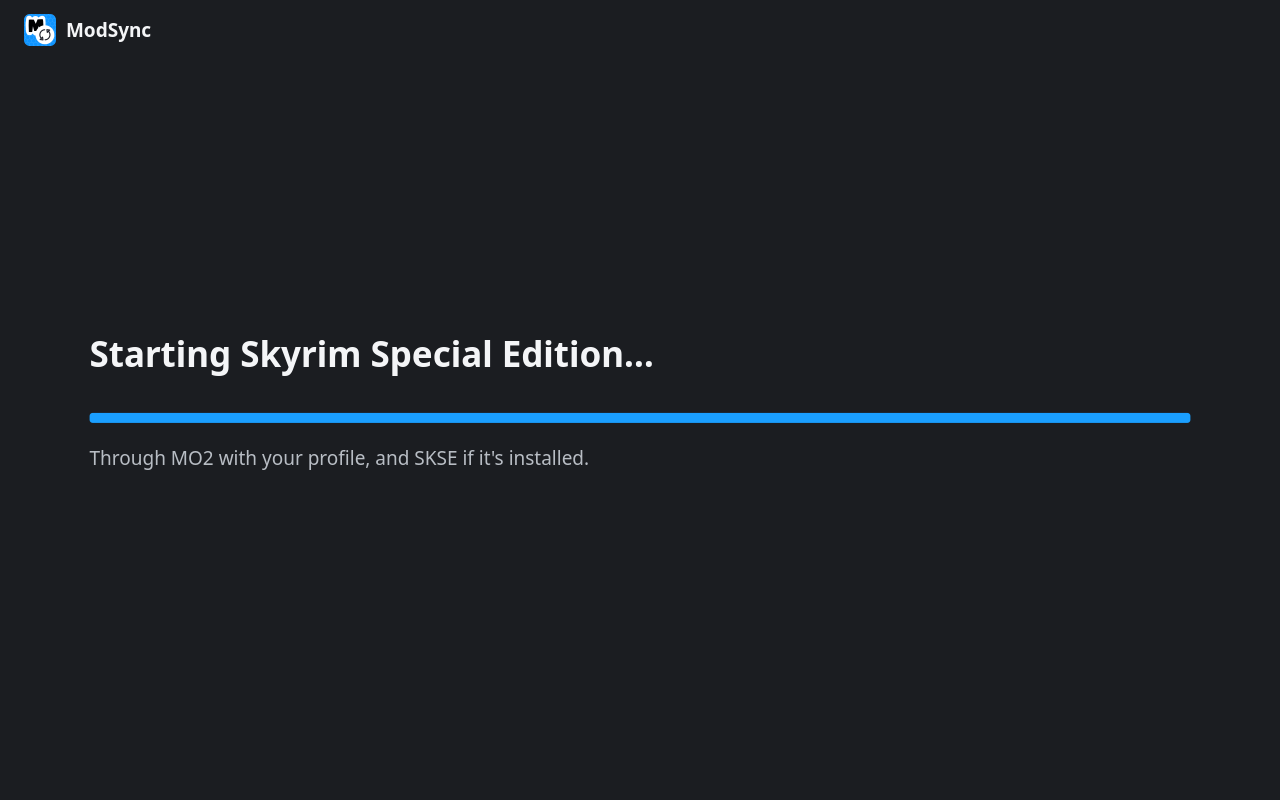 ModSync
Starting Skyrim Special Edition...
Through MO2 with your profile, and SKSE if it's installed.